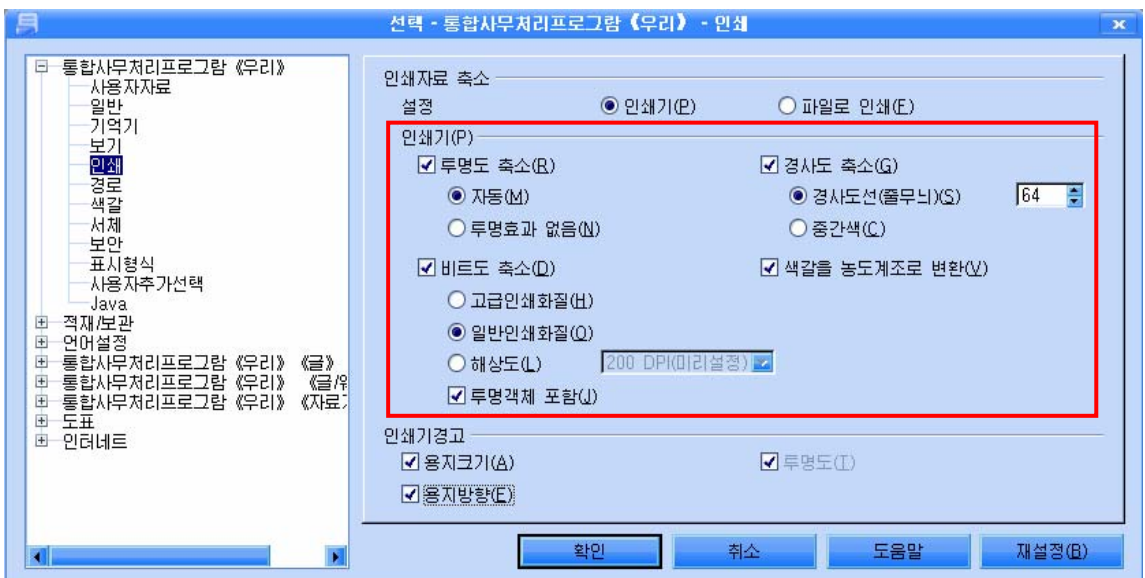 선택 - 통합사무처리프로그람《우리》 - 인쇄
통합사무처리프로그람《우리》
사용자자료
일반
기억기
보기
인쇄
경로
색갈
서체
보안
표시형식
사용자추가선택
Java
적재/보관
언어설정
통합사무처리프로그람《우리》 《글》
통합사무처리프로그람《우리》 《글/
통합사무처리프로그람《우리》 《자료
도표
인터네트
인쇄자료 축소
설정 인쇄기(P) 파일로 인쇄(F)
인쇄기(P)
투명도 축소(R) 경사도 축소(G)
자동(M) 경사도선(줄무늬)(S) 64
투명효과 없음(N) 중간색(C)
비트도 축소(D) 색갈을 농도계조로 변환(V)
고급인쇄화질(H)
일반인쇄화질(O)
해상도(L) 200 DPI(미리설정)
투명객체 포함(J)
인쇄기경고
용지크기(A) 투명도(T)
용지방향(E)
확인 취소 도움말 재설정(B)